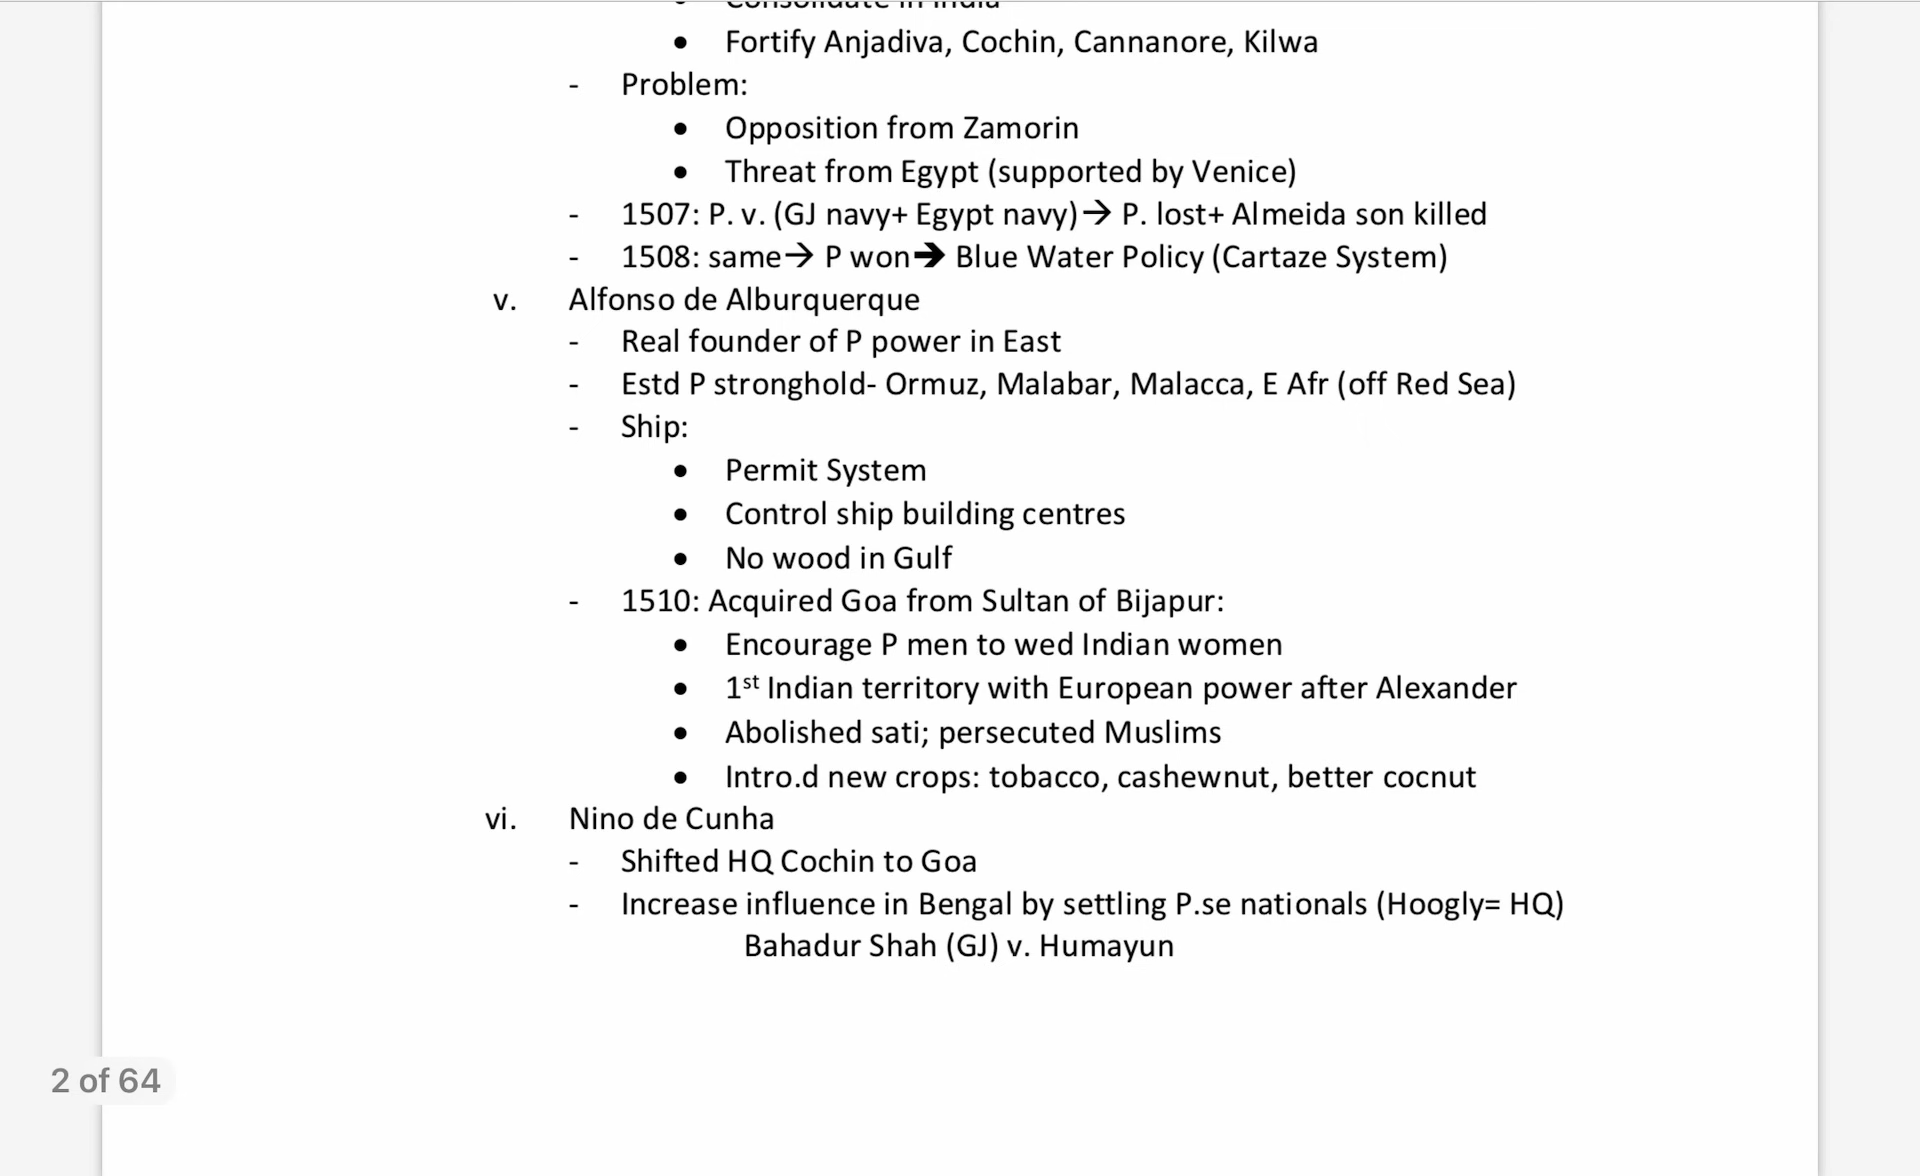 Consolidate in India
• Fortify Anjadiva, Cochin, Cannanore, Kilwa
- Problem:
• Opposition from Zamorin
• Threat from Egypt (supported by Venice)
- 1507: P. v. (GJ navy+ Egypt navy)→ P. lost+ Almeida son killed
- 1508: same→ P won➔ Blue Water Policy (Cartaze System)
v. Alfonso de Alburquerque
- Real founder of P power in East
- Estd P stronghold- Ormuz, Malabar, Malacca, E Afr (off Red Sea)
- Ship:
• Permit System
• Control ship building centres
• No wood in Gulf
- 1510: Acquired Goa from Sultan of Bijapur:
• Encourage P men to wed Indian women
• 1st Indian territory with European power after Alexander
• Abolished sati; persecuted Muslims
• Intro.d new crops: tobacco, cashewnut, better cocnut
vi. Nino de Cunha
- Shifted HQ Cochin to Goa
- Increase influence in Bengal by settling P.se nationals (Hoogly= HQ)
Bahadur Shah (GJ) v. Humayun
2 of 64